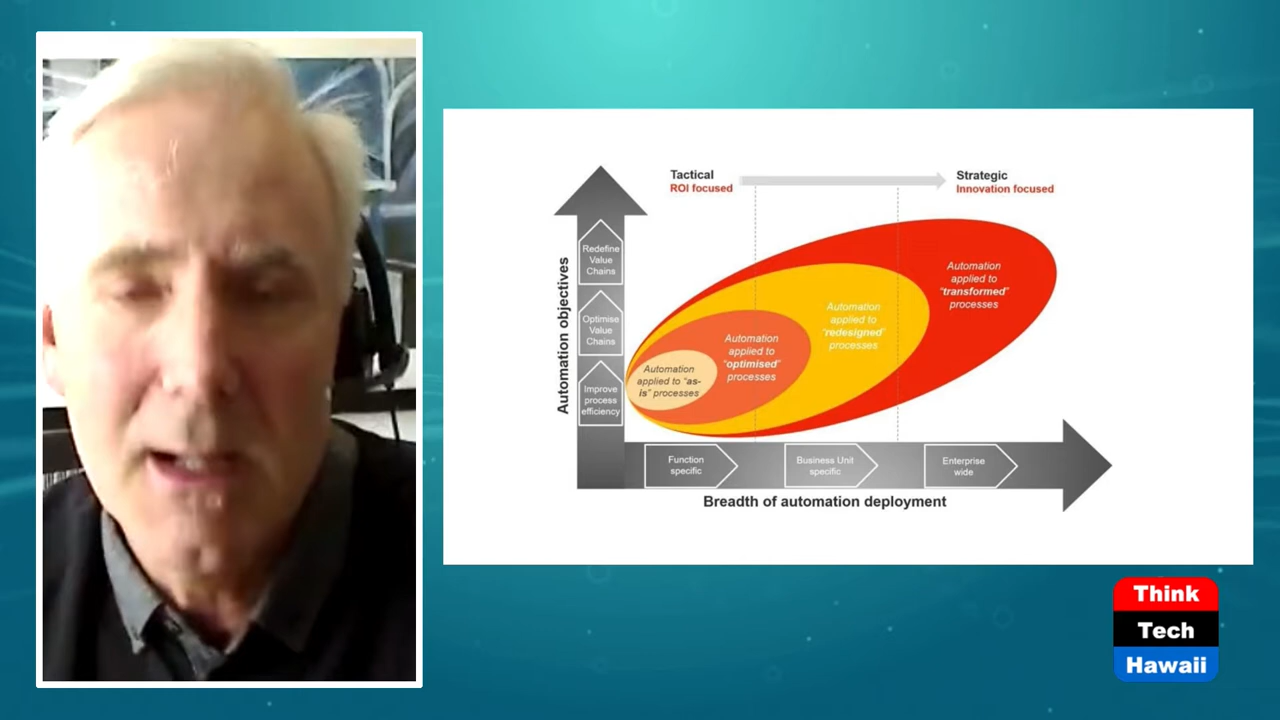 Tactical
ROI focused
Strategic
Innovation focused
Automation objectives
Redefine
Value
Chains
Optimise
Value
Chains
Improve
process
efficiency
Automation
applied to "as-
is" processes
Automation
applied to
"optimised"
processes
Automation
applied to
"redesigned"
processes
Automation
applied to
"transformed"
processes
Function
specific
Business Unit
specific
Enterprise
wide
Breadth of automation deployment
Think
Tech
Hawaii